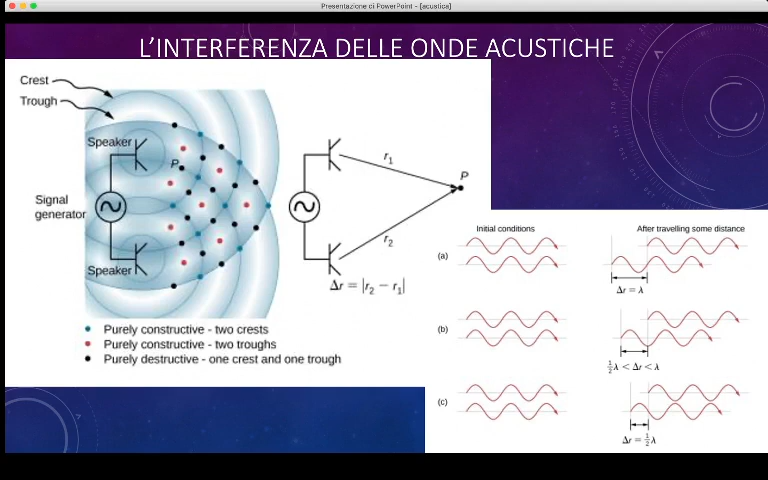 Presentazione di PowerPoint - [acustica]
L'INTERFERENZA DELLE ONDE ACUSTICHE
Crest
Trough
Speaker
P
Signal
generator
Speaker
r₁
P
r₂
Δr = |r₂ − r₁|
Purely constructive - two crests
Purely constructive - two troughs
Purely destructive - one crest and one trough
Initial conditions
After travelling some distance
(a)
Δr = λ
(b)
½λ < Δr < λ
(c)
Δr = ½λ